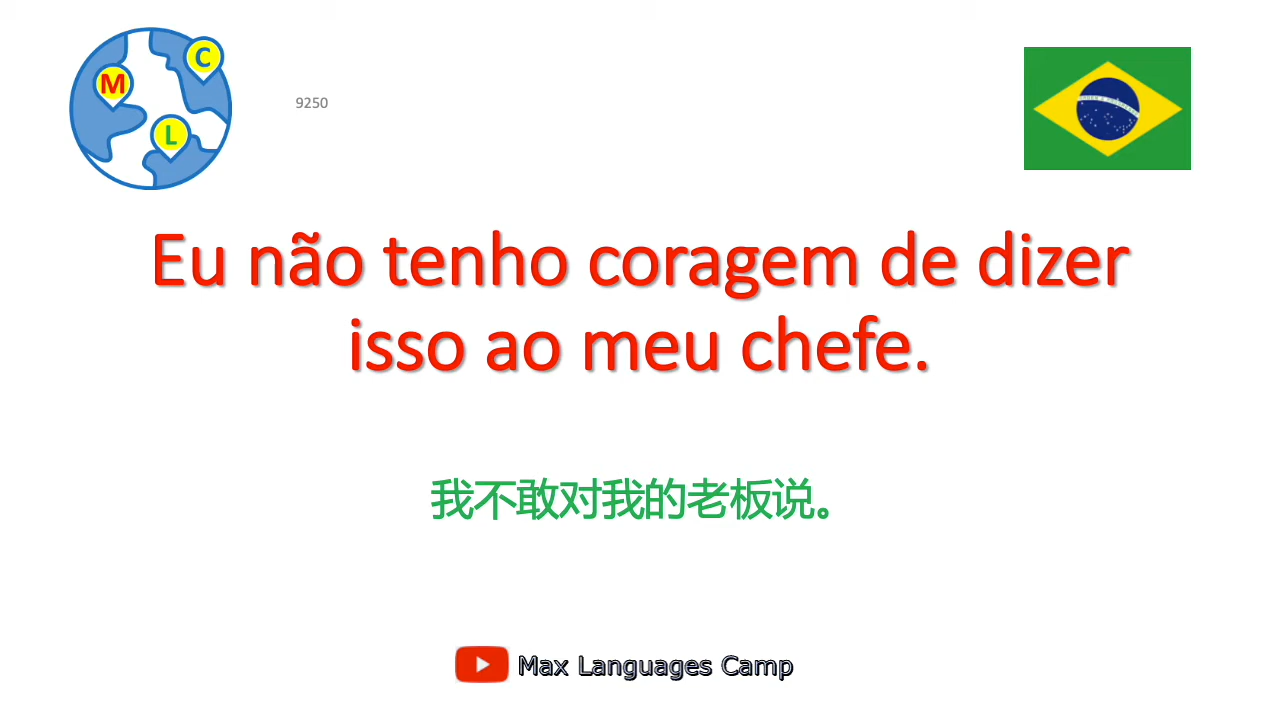 C
M
L
9250
Eu não tenho coragem de dizer
isso ao meu chefe.
我不敢对我的老板说。
Max Languages Camp